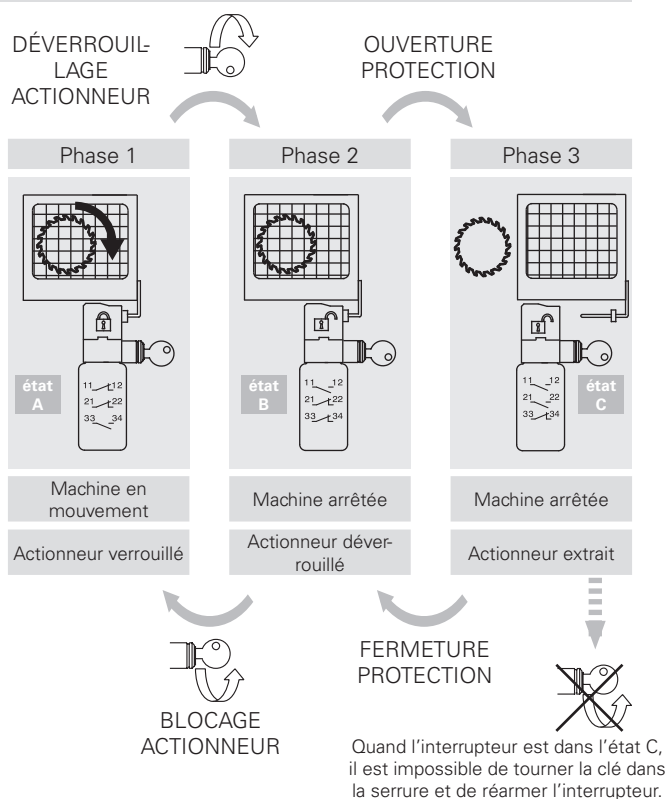 DÉVERROUIL-
LAGE
ACTIONNEUR
OUVERTURE
PROTECTION
Phase 1
Phase 2
Phase 3
état
A
11 12
21 22
33 34
état
B
11 12
21 22
33 34
11 12
21 22
33 34
état
C
Machine en
mouvement
Machine arrêtée
Machine arrêtée
Actionneur verrouillé
Actionneur déver-
rouillé
Actionneur extrait
BLOCAGE
ACTIONNEUR
FERMETURE
PROTECTION
Quand l’interrupteur est dans l’état C,
il est impossible de tourner la clé dans
la serrure et de réarmer l’interrupteur.